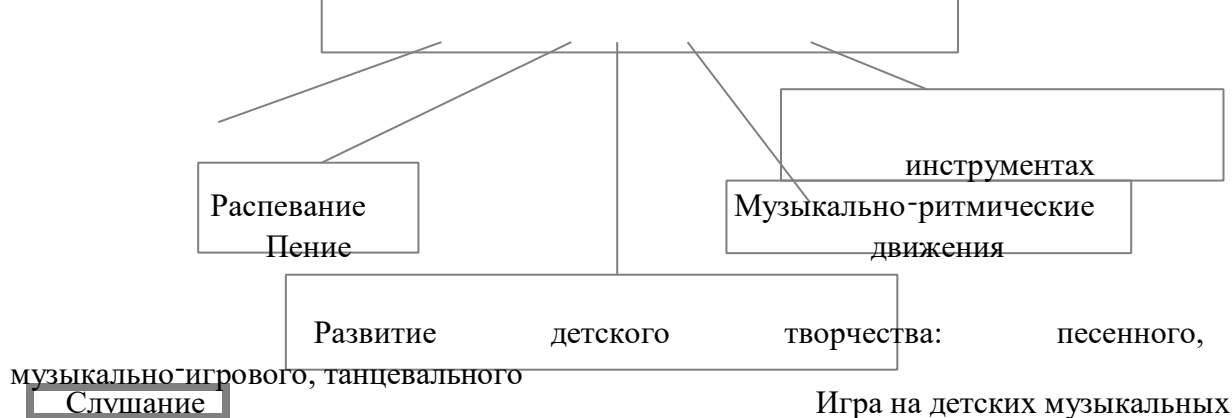 инструментах
Распевание Музыкально-ритмические
Пение движения
Развитие детского творчества: песенного,
музыкально-игрового, танцевального
Слушание Игра на детских музыкальных